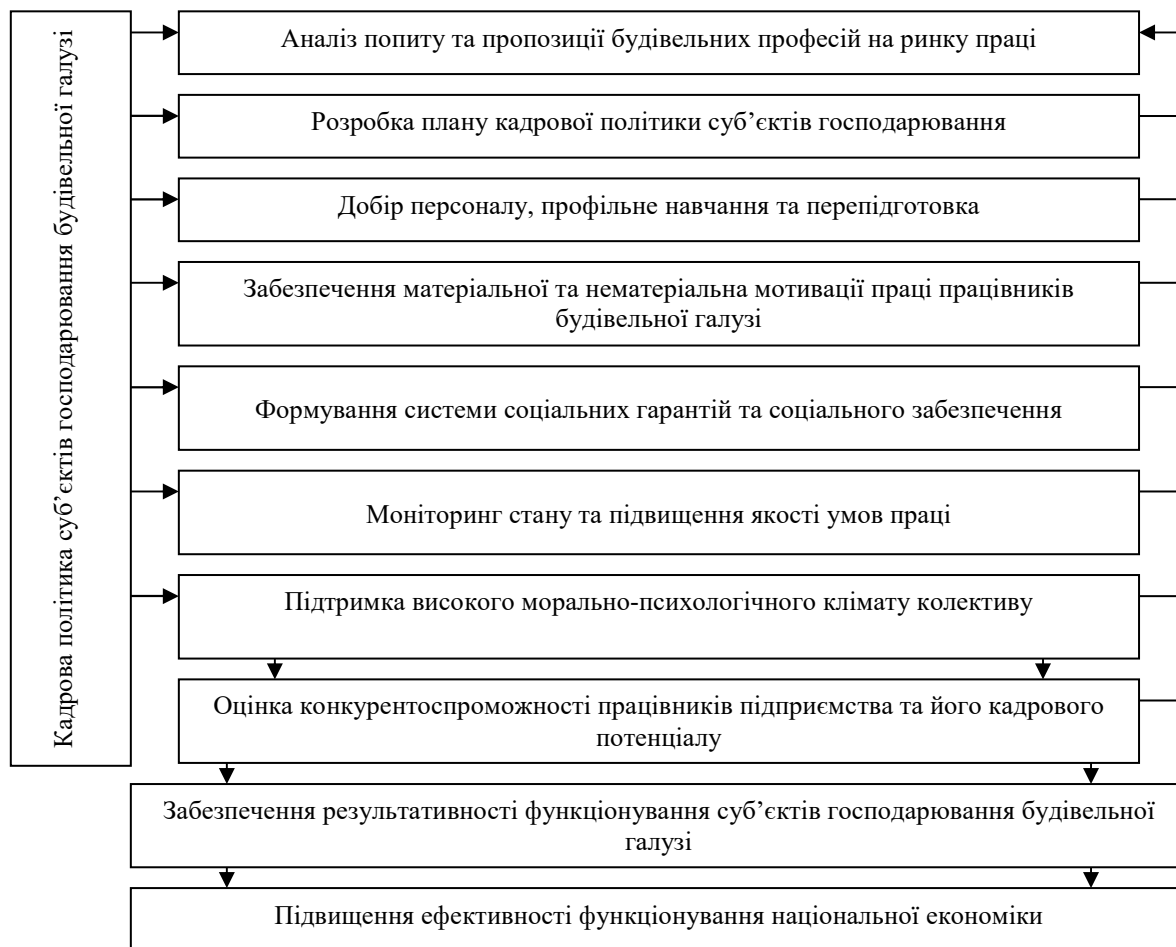 Кадрова політика суб’єктів господарювання будівельної галузі
Аналіз попиту та пропозиції будівельних професій на ринку праці
Розробка плану кадрової політики суб’єктів господарювання
Добір персоналу, профільне навчання та перепідготовка
Забезпечення матеріальної та нематеріальна мотивації праці працівників
будівельної галузі
Формування системи соціальних гарантій та соціального забезпечення
Моніторинг стану та підвищення якості умов праці
Підтримка високого морально-психологічного клімату колективу
Оцінка конкурентоспроможності працівників підприємства та його кадрового
потенціалу
Забезпечення результативності функціонування суб’єктів господарювання будівельної
галузі
Підвищення ефективності функціонування національної економіки